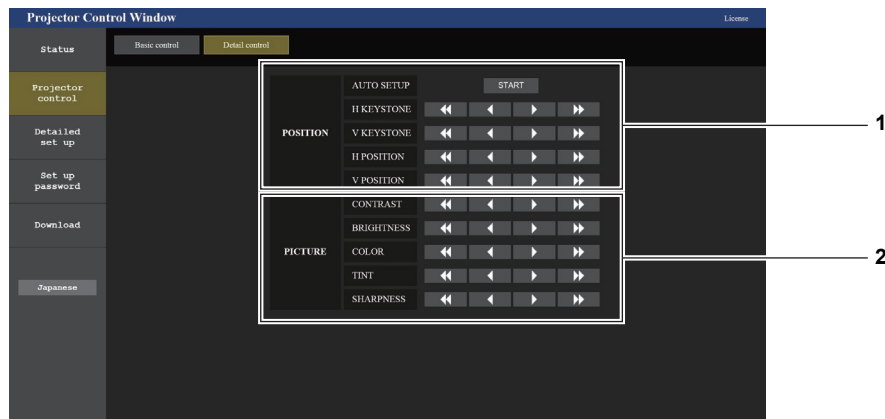 Projector Control Window
License
Status
Basic control
Detail control
Projector
control
Detailed
set up
Set up
password
Download
Japanese
POSITION
AUTO SETUP
START
H KEYSTONE
V KEYSTONE
H POSITION
V POSITION
1
PICTURE
CONTRAST
BRIGHTNESS
COLOR
TINT
SHARPNESS
2